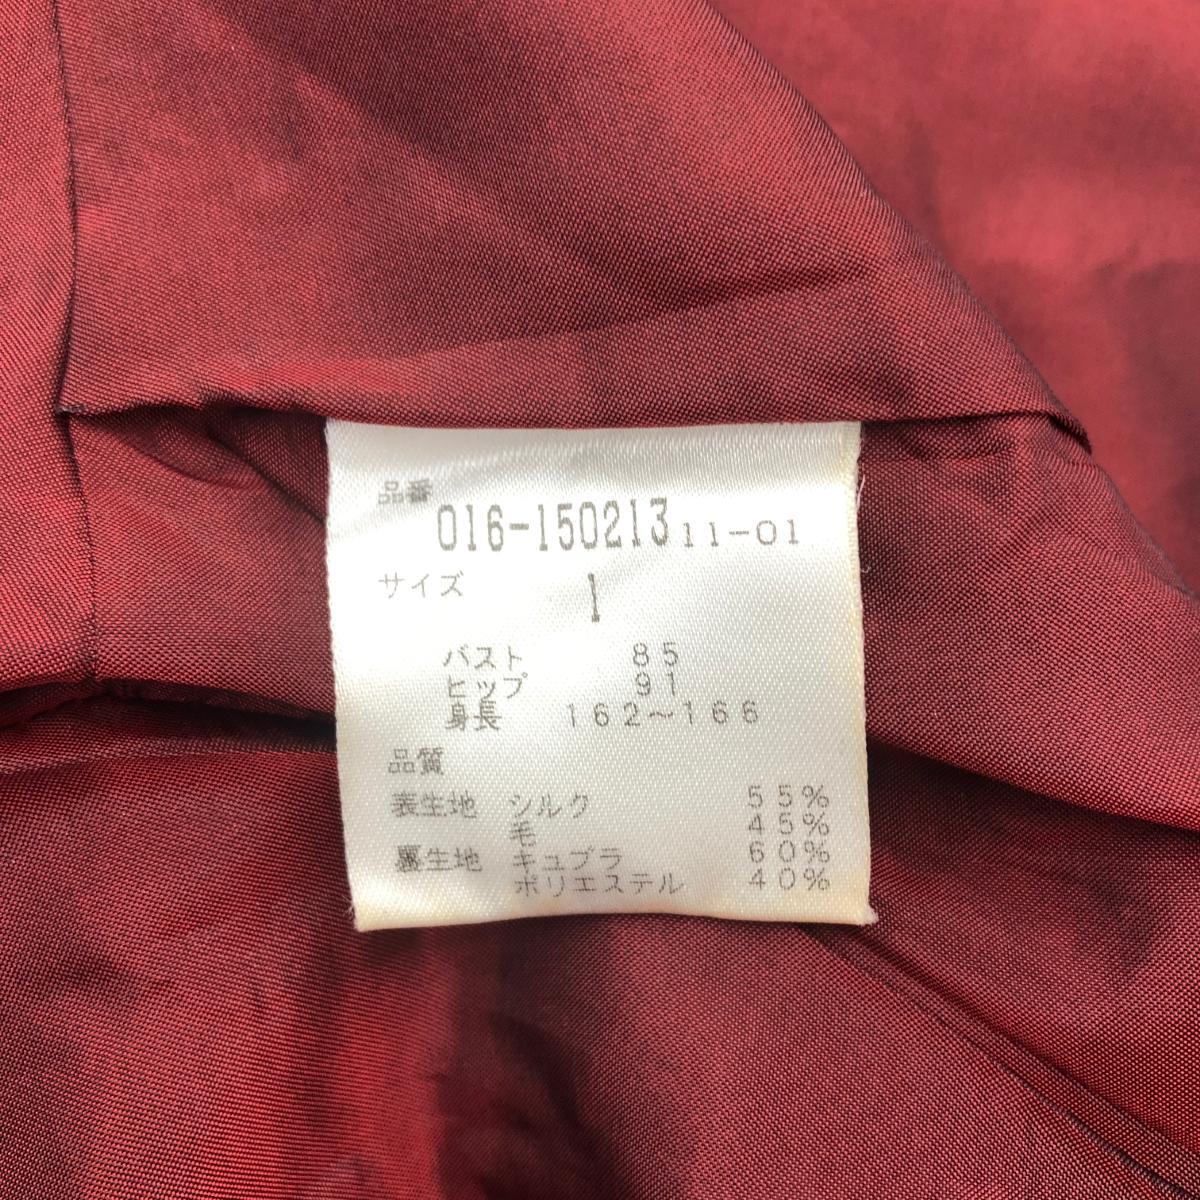 品番
016-150213 11-01
サイズ 1
バスト 85
ヒップ 91
身長 162~166
品質
表生地 シルク 55%
毛 45%
裏生地 キュプラ 60%
ポリエステル 40%